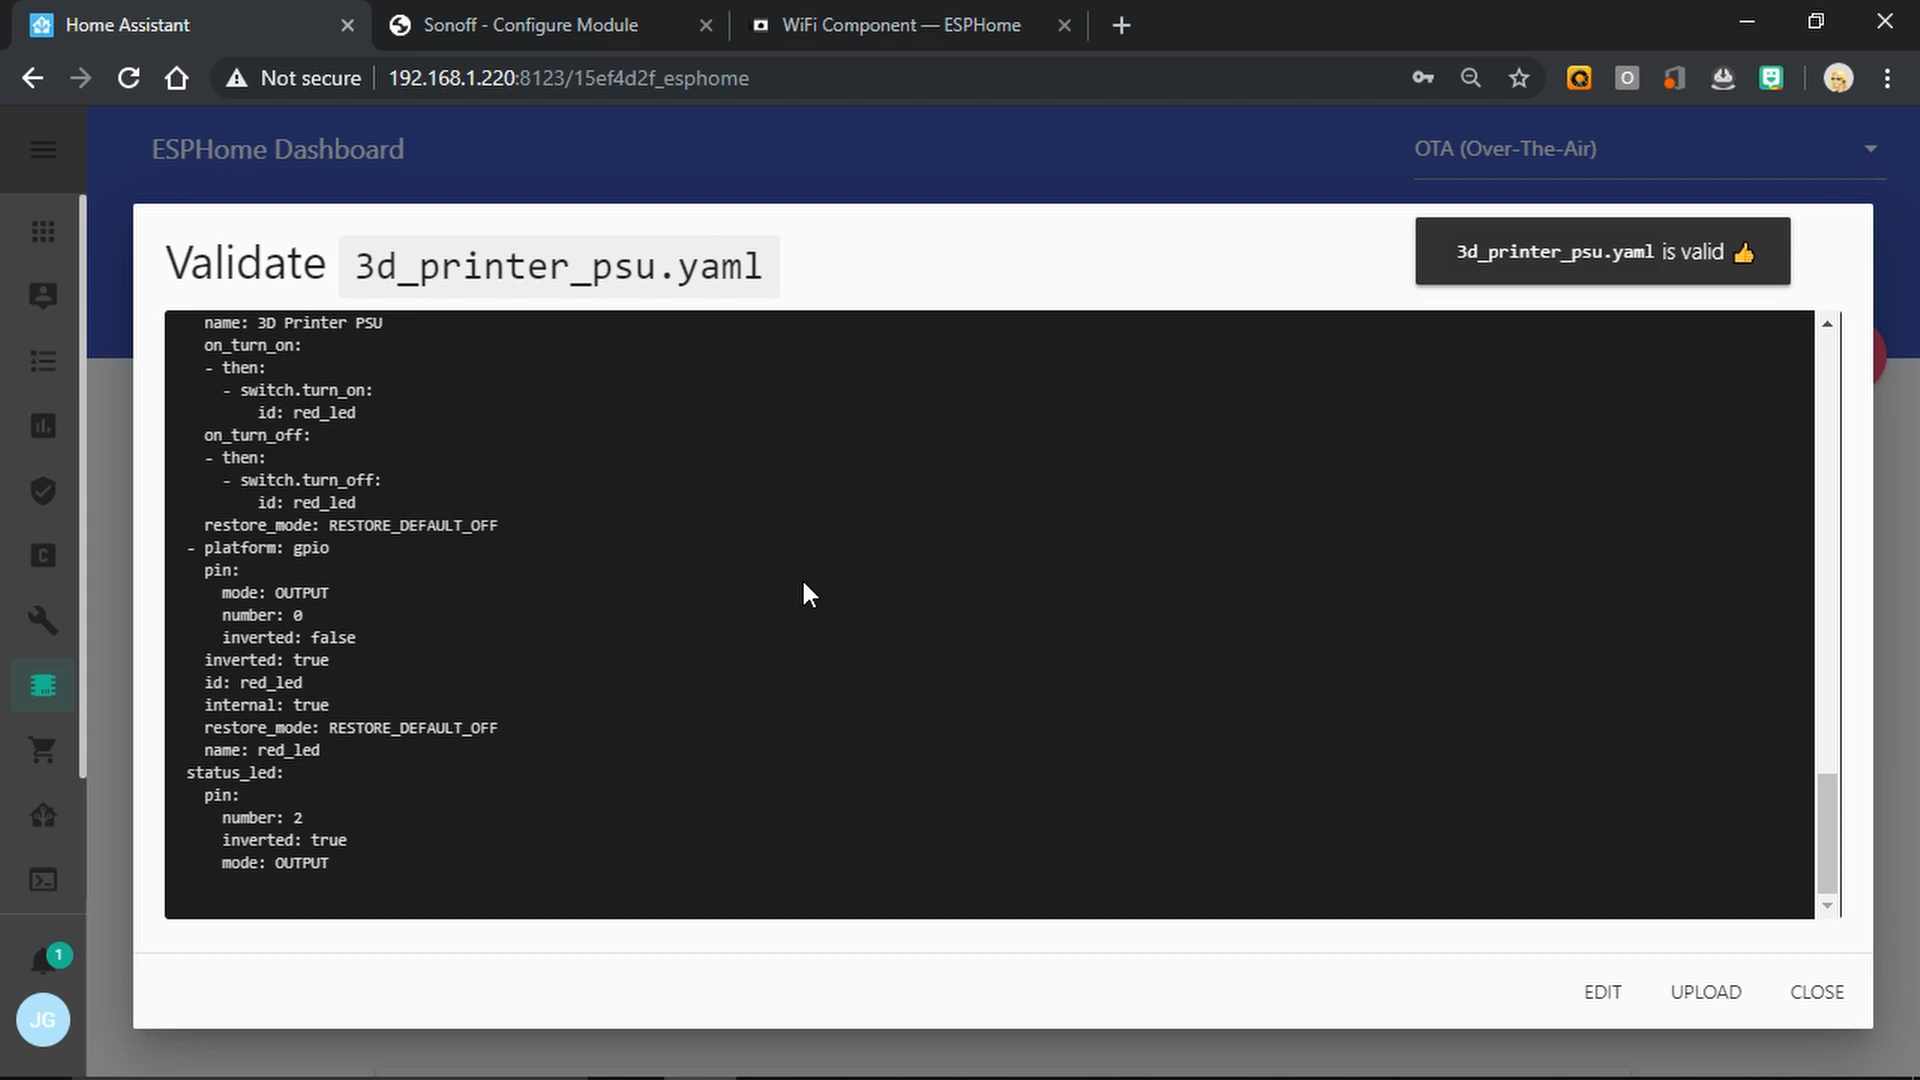 Home Assistant
Sonoff - Configure Module
WiFi Component — ESPHome
Not secure
192.168.1.220:8123/15ef4d2f_esphome
O
ESPHome Dashboard
OTA (Over-The-Air)
Validate 3d_printer_psu.yaml
3d_printer_psu.yaml is valid 👍
name: 3D Printer PSU
on_turn_on:
- then:
- switch.turn_on:
id: red_led
on_turn_off:
- then:
- switch.turn_off:
id: red_led
restore_mode: RESTORE_DEFAULT_OFF
- platform: gpio
pin:
mode: OUTPUT
number: 0
inverted: false
inverted: true
id: red_led
internal: true
restore_mode: RESTORE_DEFAULT_OFF
name: red_led
status_led:
pin:
number: 2
inverted: true
mode: OUTPUT
C
1
JG
EDIT
UPLOAD
CLOSE